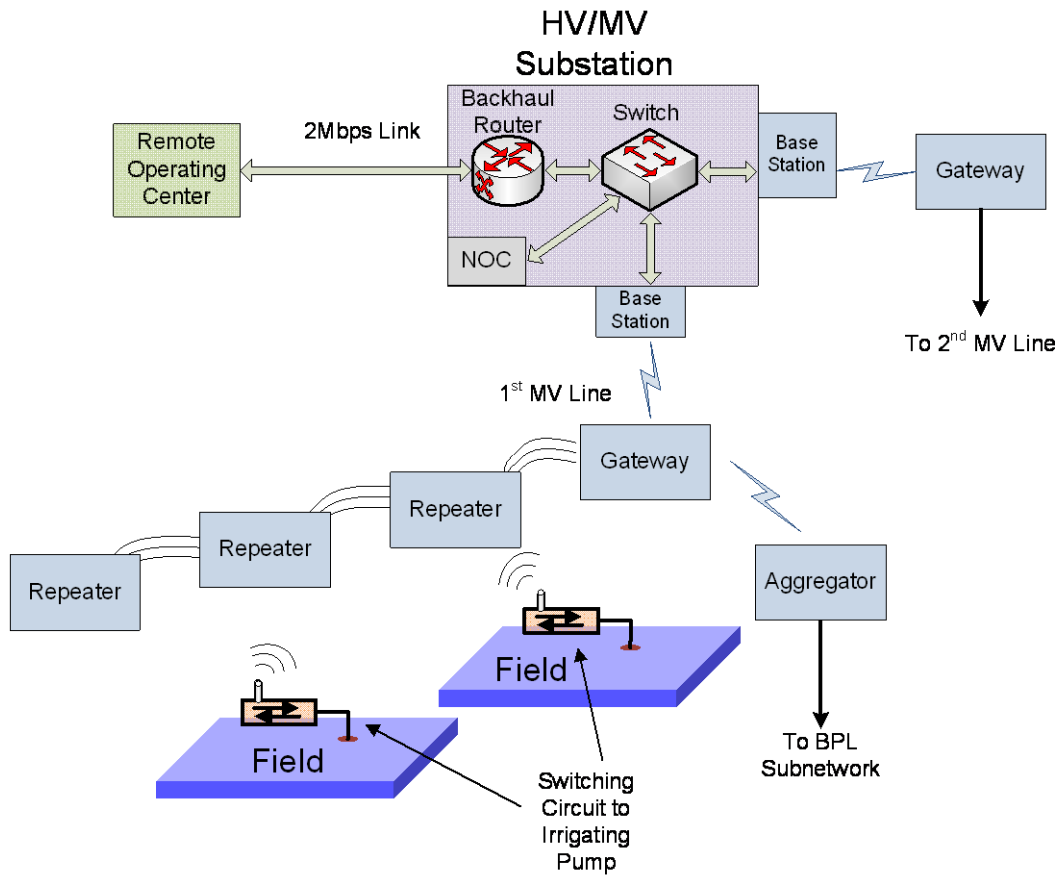 HV/MV
Substation
Backhaul
Router
Switch
2Mbps Link
Remote
Operating
Center
Base
Station
Gateway
NOC
Base
Station
To 2nd MV Line
1st MV Line
Gateway
Repeater
Repeater
Repeater
Aggregator
Field
Field
To BPL
Subnetwork
Switching
Circuit to
Irrigating
Pump